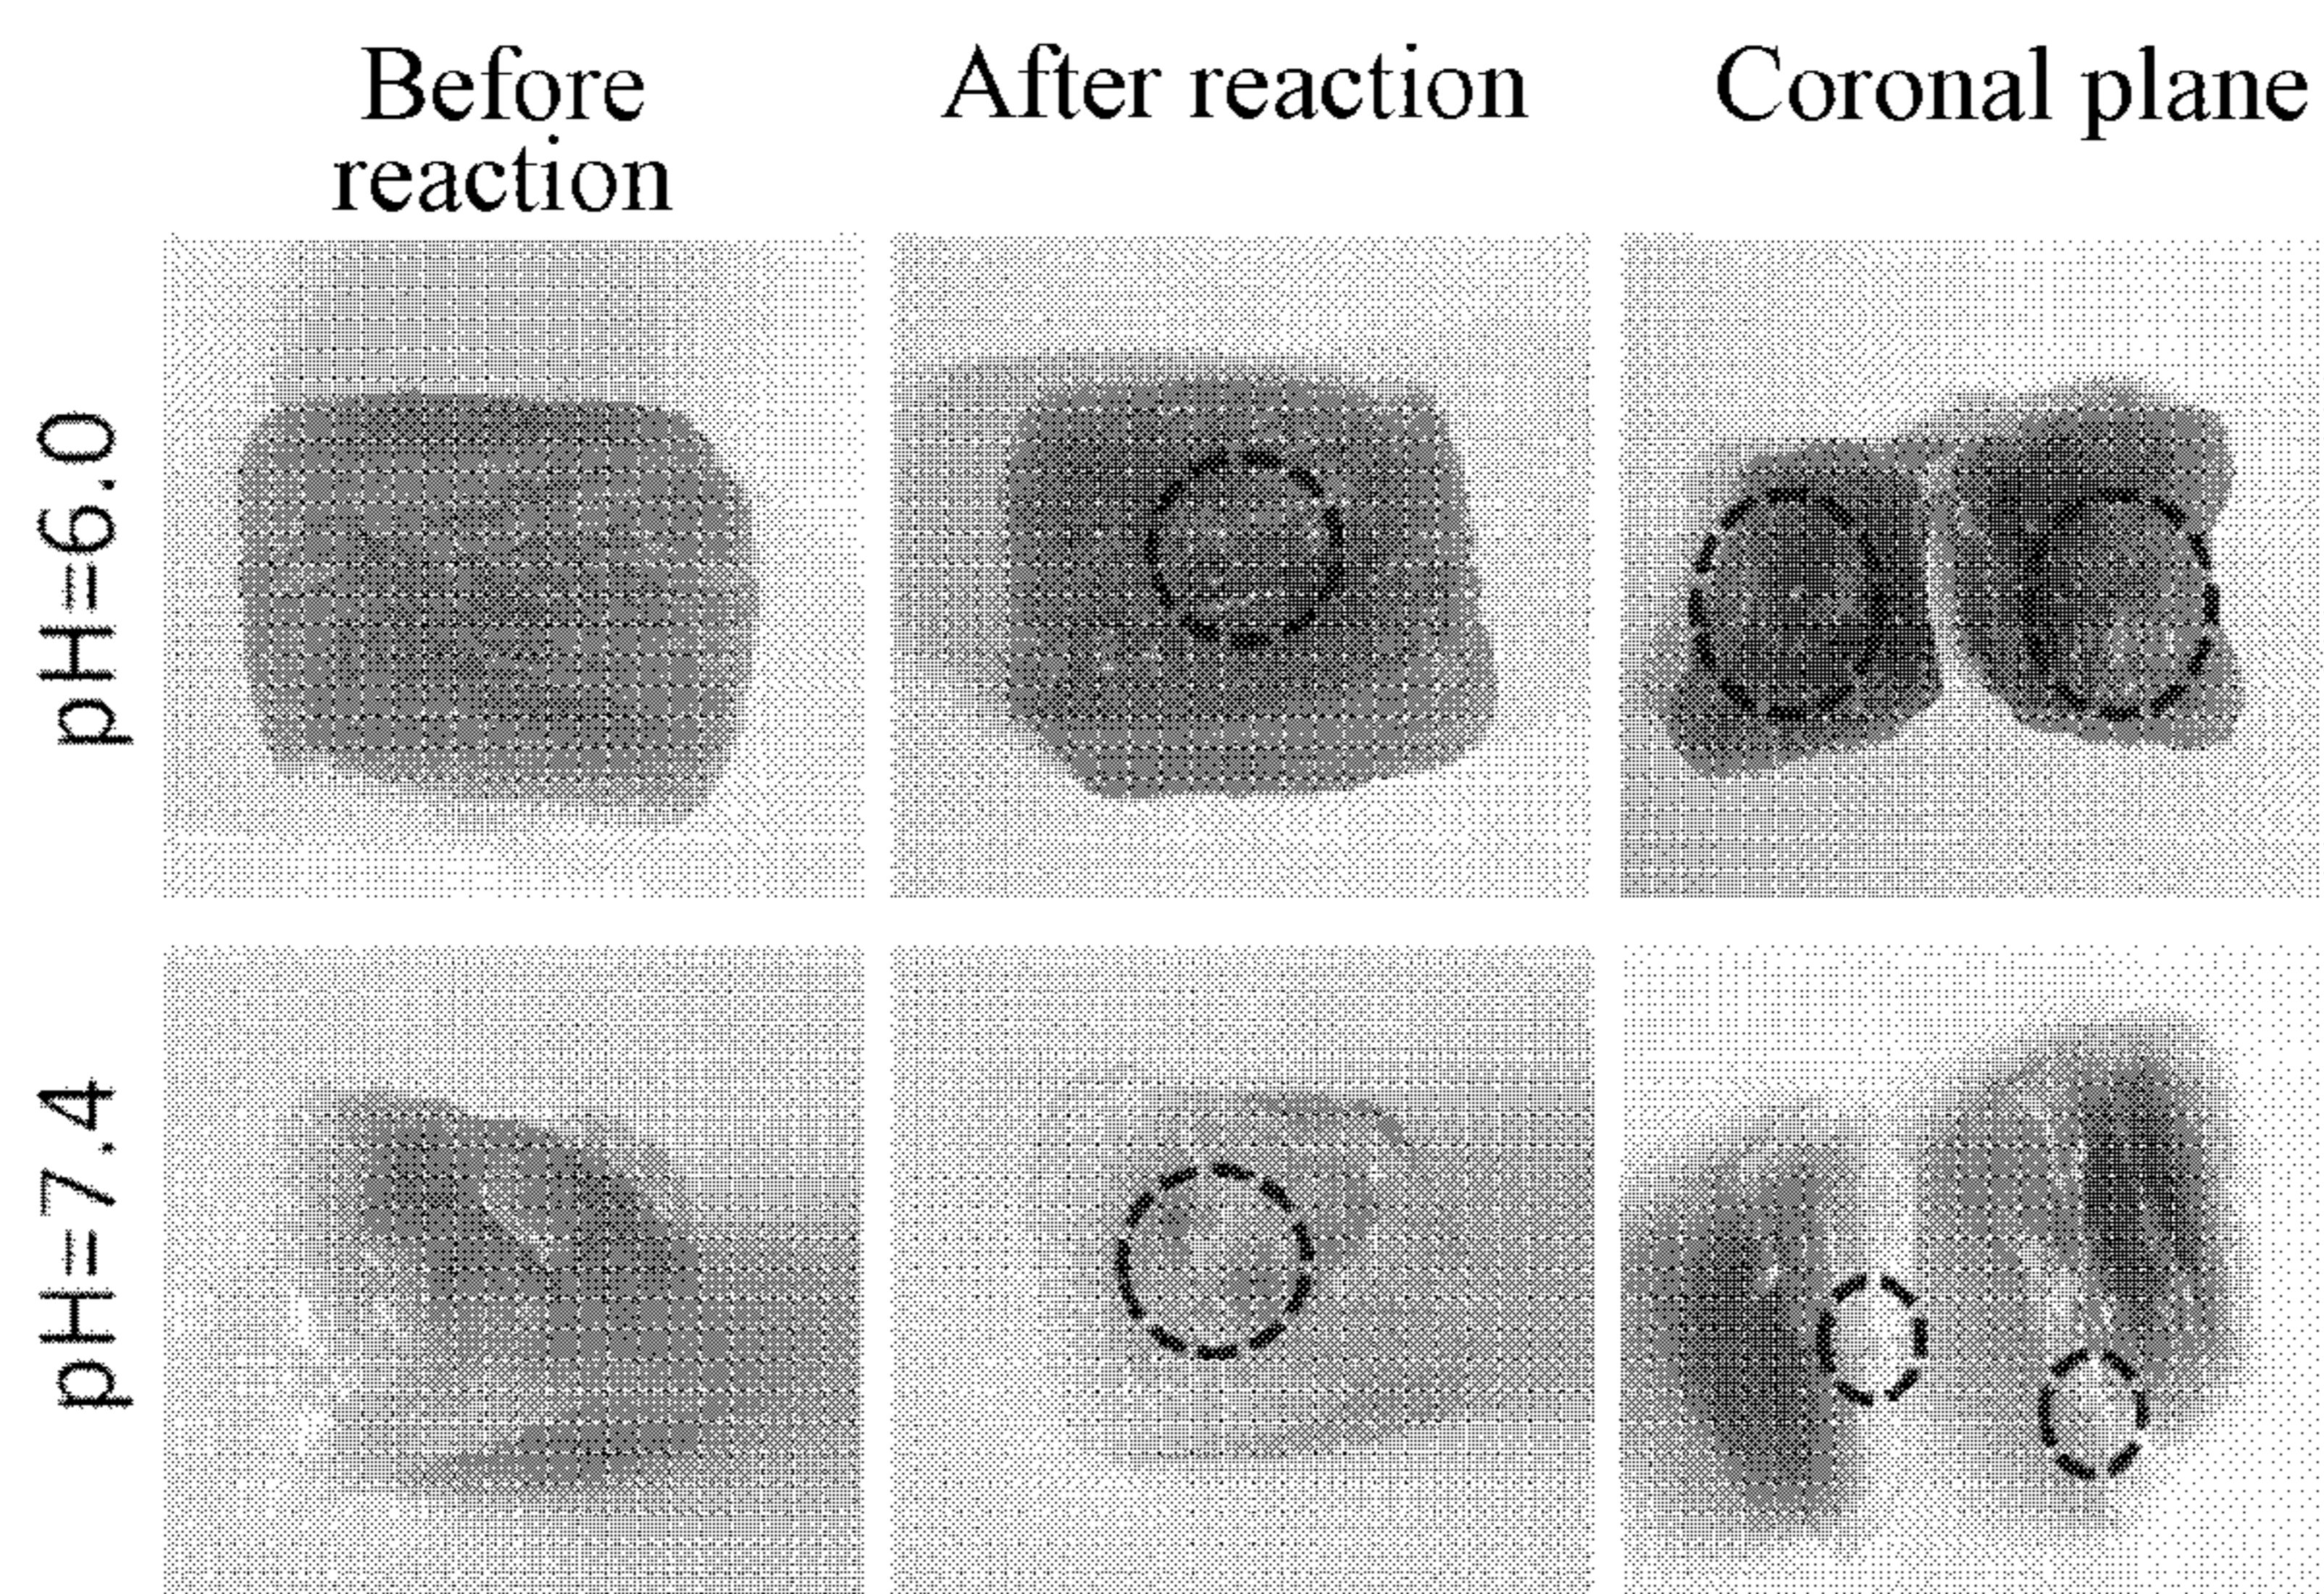 Before
reaction
After reaction
Coronal plane
pH=6.0
pH=7.4